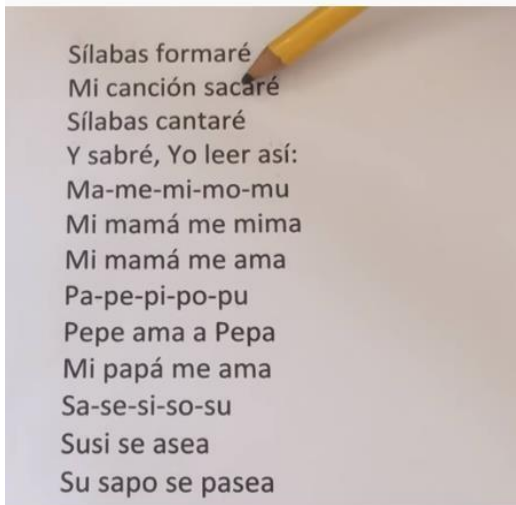 Sílabas formaré
Mi canción sacaré
Sílabas cantaré
Y sabré, Yo leer así:
Ma-me-mi-mo-mu
Mi mamá me mima
Mi mamá me ama
Pa-pe-pi-po-pu
Pepe ama a Pepa
Mi papá me ama
Sa-se-si-so-su
Susi se asea
Su sapo se pasea